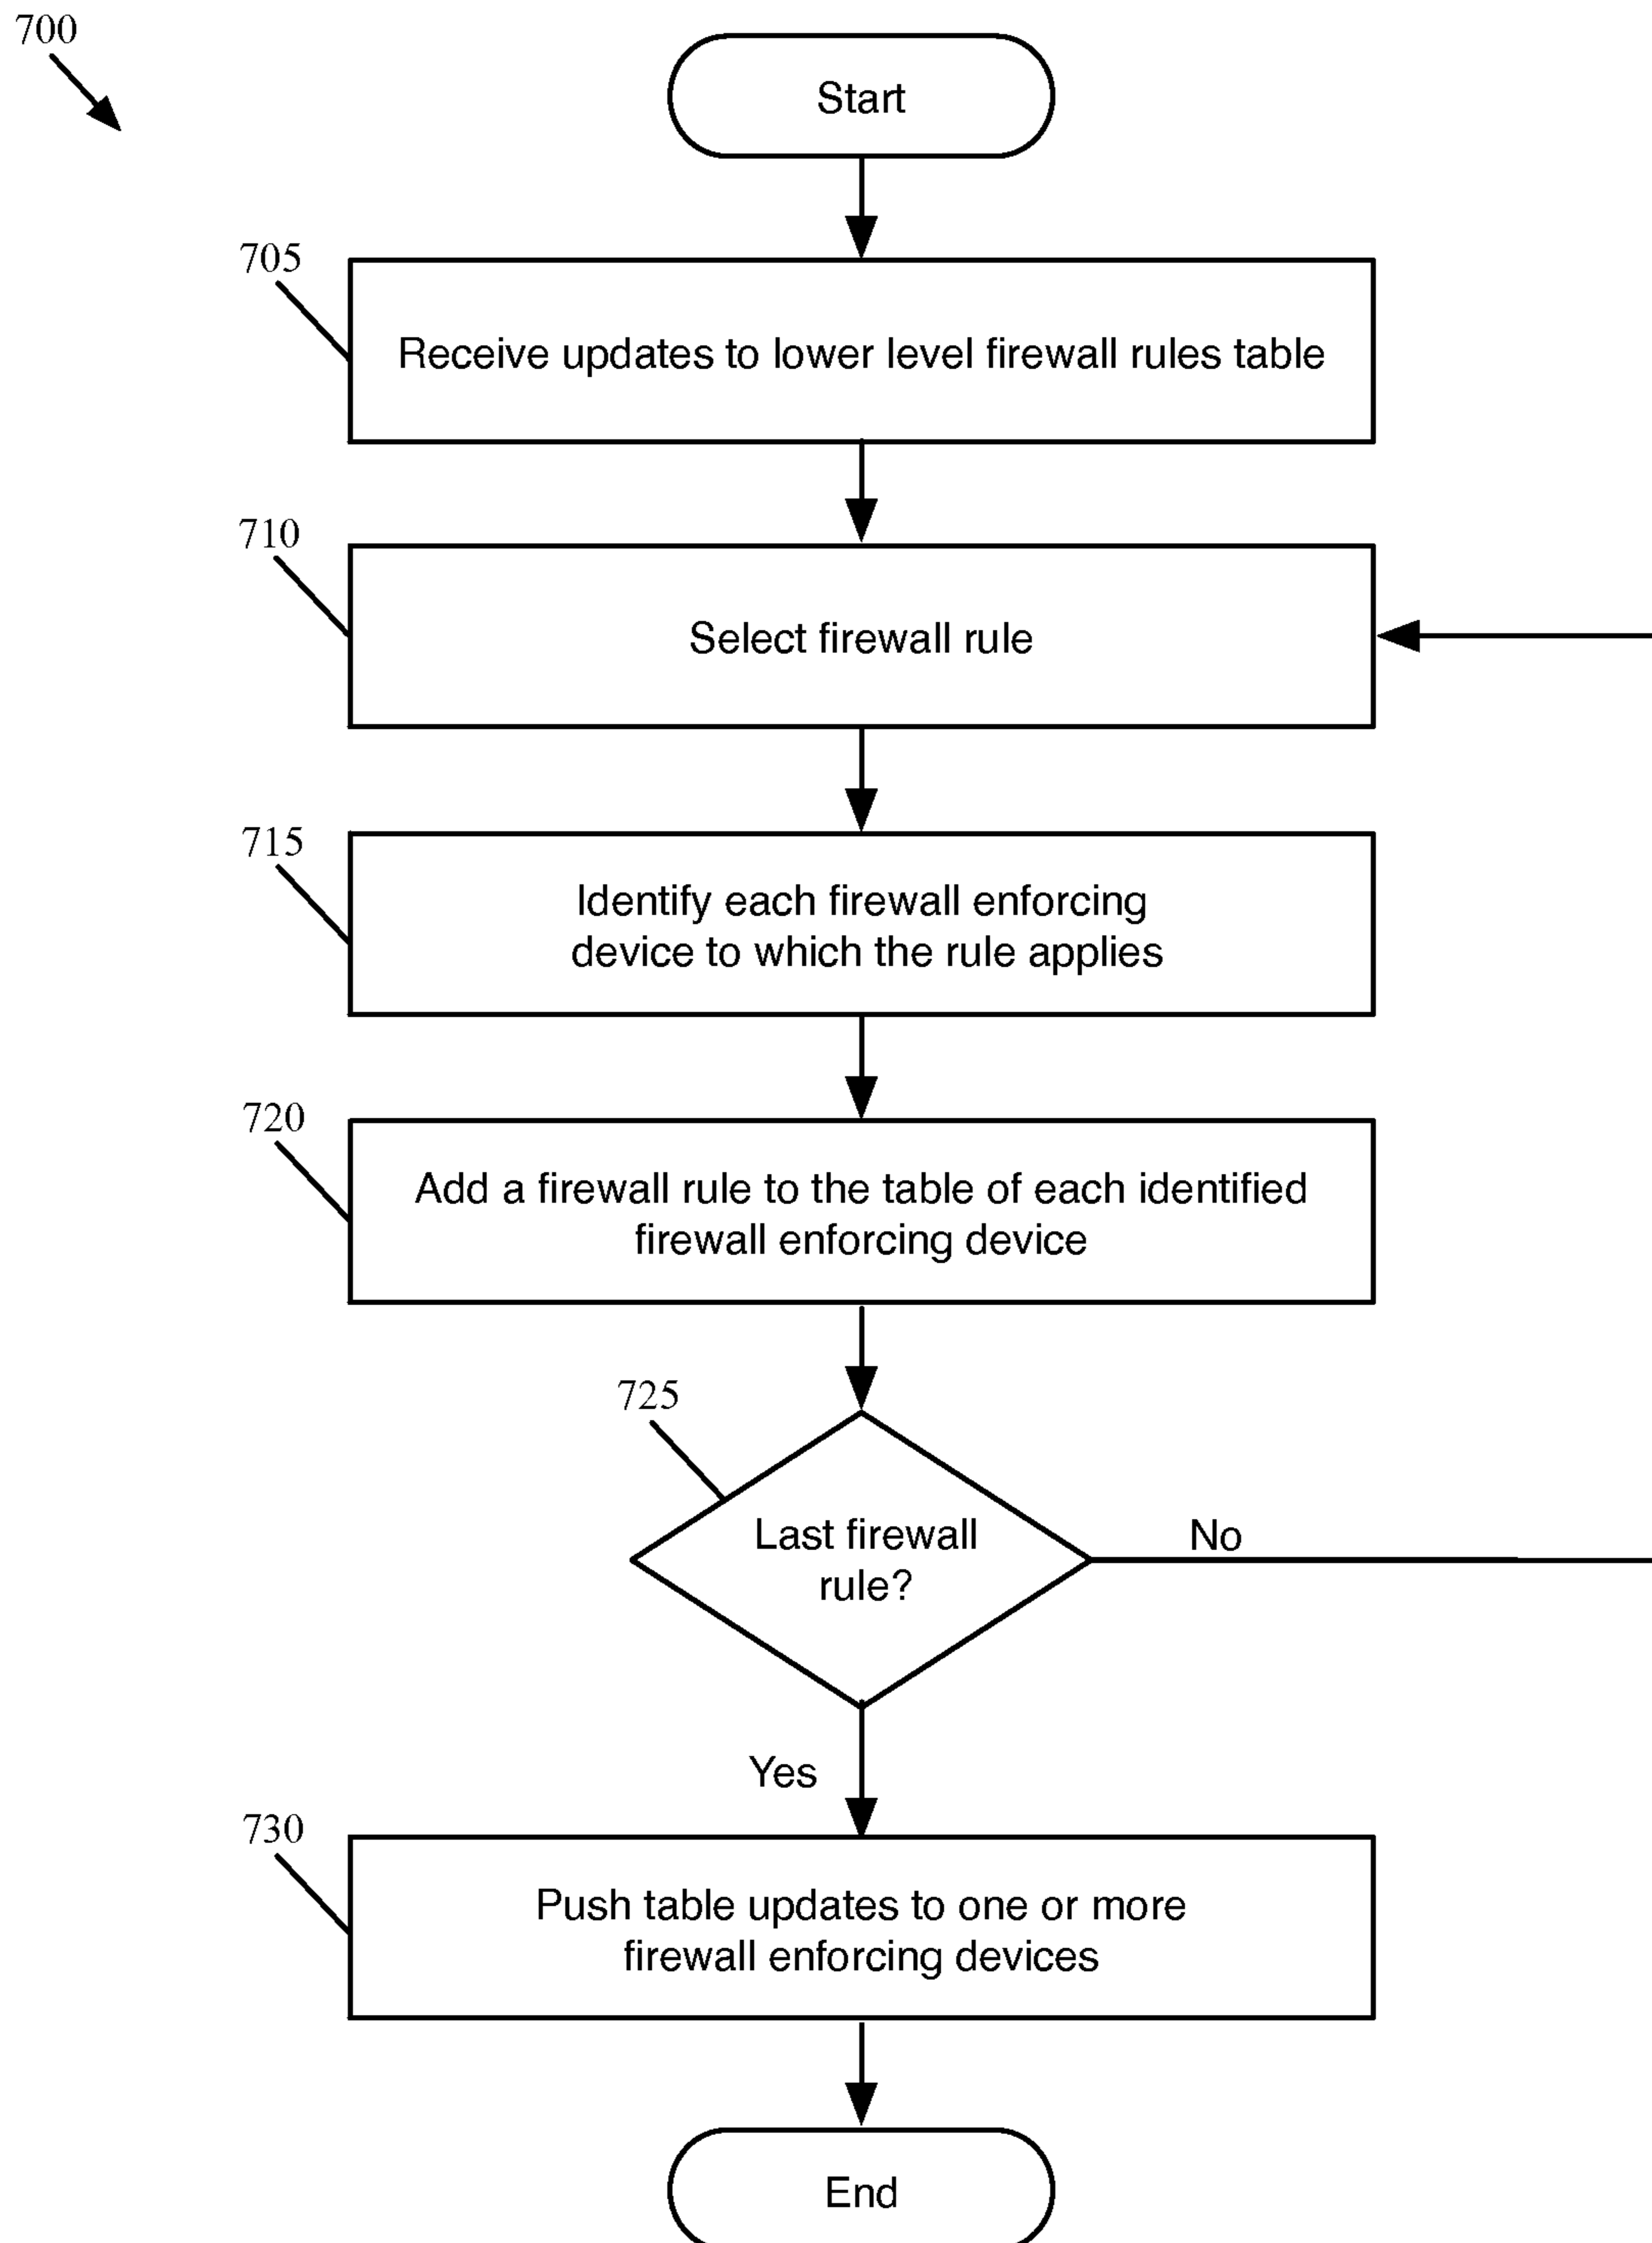 700
Start
705
Receive updates to lower level firewall rules table
710
Select firewall rule
715
Identify each firewall enforcing
device to which the rule applies
720
Add a firewall rule to the table of each identified
firewall enforcing device
725
Last firewall
rule?
No
Yes
730
Push table updates to one or more
firewall enforcing devices
End